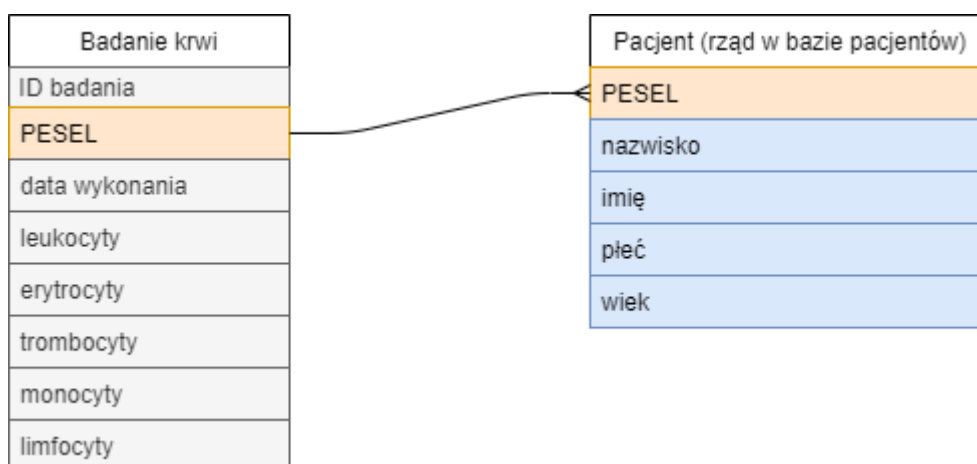 Badanie krwi
ID badania
PESEL
data wykonania
leukocyty
erytrocyty
trombocyty
monocyty
limfocyty
Pacjent (rząd w bazie pacjentów)
PESEL
nazwisko
imię
płeć
wiek